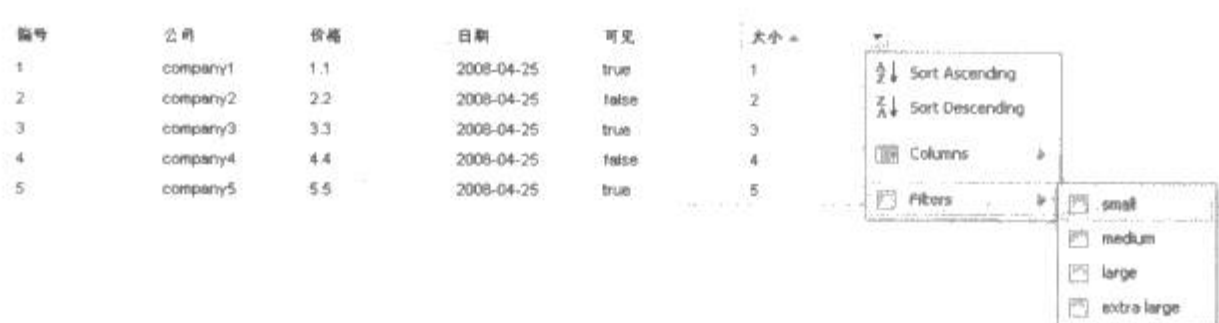 编号 公司 价格 日期 可见 大小
1 company1 1.1 2008-04-25 true 1
2 company2 2.2 2008-04-25 false 2
3 company3 3.3 2008-04-25 true 3
4 company4 4.4 2008-04-25 false 4
5 company5 5.5 2008-04-25 true 5
Sort Ascending
Sort Descending
Columns
Filters
small
medium
large
extra large